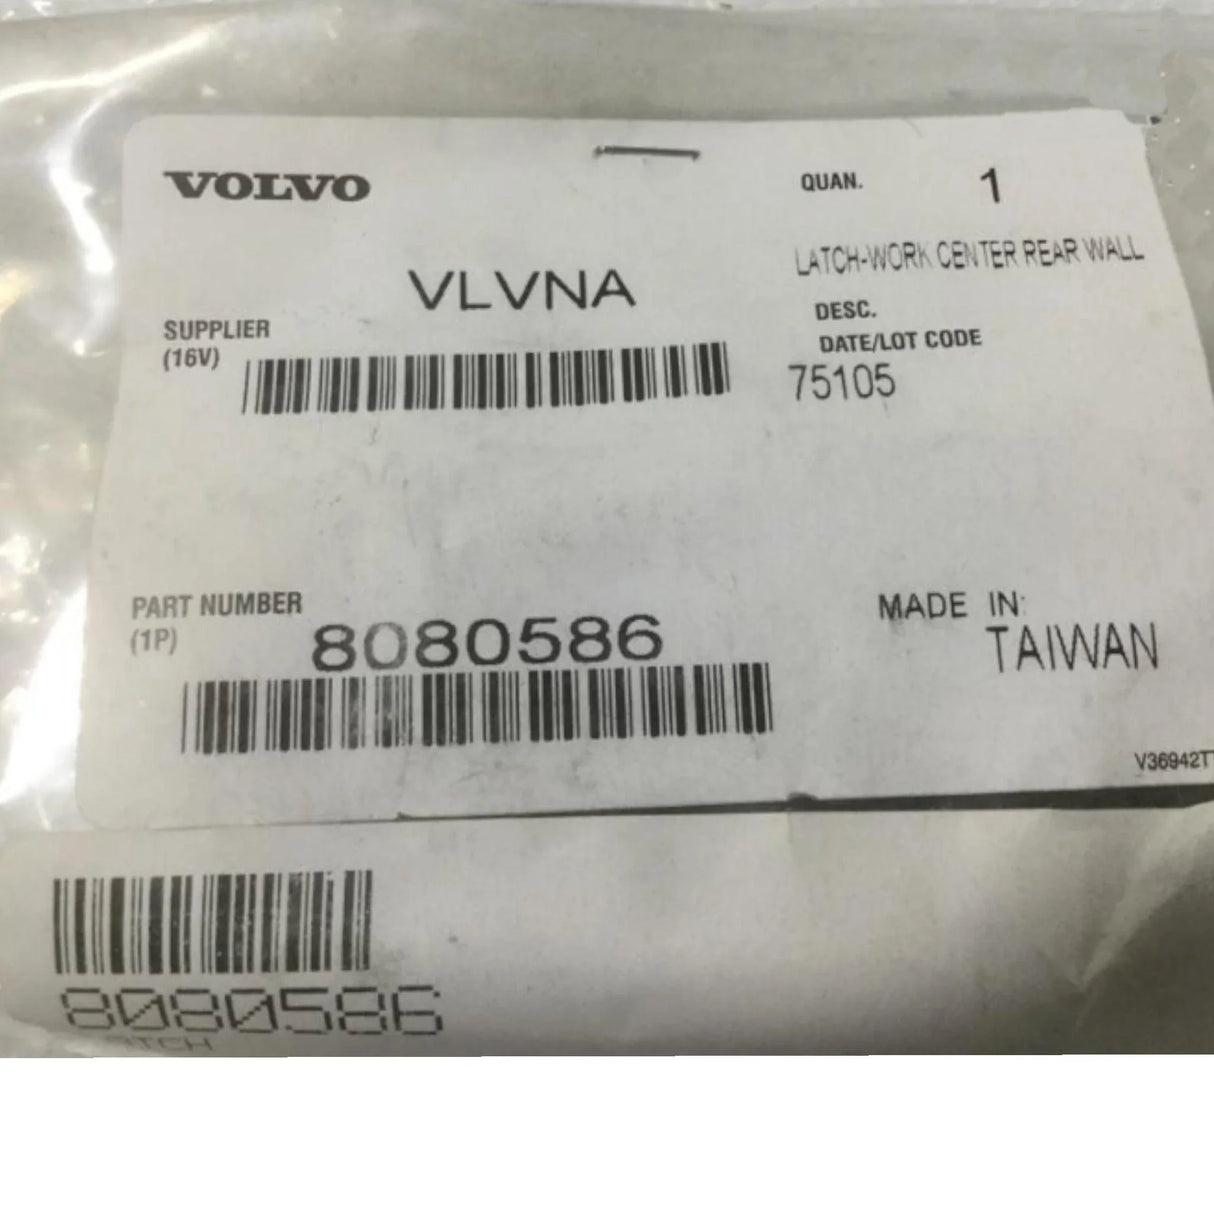 VOLVO
QUAN. 1
LATCH-WORK CENTER REAR WALL
VLVNA
DESC.
SUPPLIER
(16V)
DATE/LOT CODE
75105
PART NUMBER
(1P)
8080586
MADE IN:
TAIWAN
V36942T
8080586